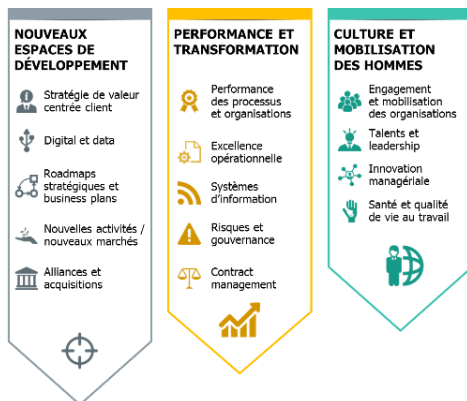 NOUVEAUX
ESPACES DE
DÉVELOPPEMENT
Stratégie de valeur
centrée client
Digital et data
Roadmaps
stratégiques et
business plans
Nouvelles activités /
nouveaux marchés
Alliances et
acquisitions
PERFORMANCE ET
TRANSFORMATION
Performance
des processus
et organisations
Excellence
opérationnelle
Systèmes
d'information
Risques et
gouvernance
Contract
management
CULTURE ET
MOBILISATION
DES HOMMES
Engagement
et mobilisation
des organisations
Talents et
leadership
Innovation
managériale
Santé et qualité
de vie au travail